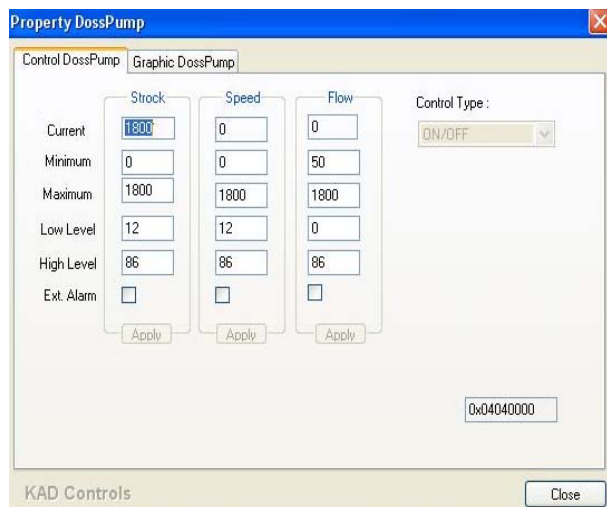 Property DossPump
Control DossPump Graphic DossPump
Strock Speed Flow Control Type :
Current 1800 0 0 ON/OFF
Minimum 0 0 50
Maximum 1800 1800 1800
Low Level 12 12 0
High Level 86 86 86
Ext. Alarm
Apply Apply Apply
0x04040000
KAD Controls Close